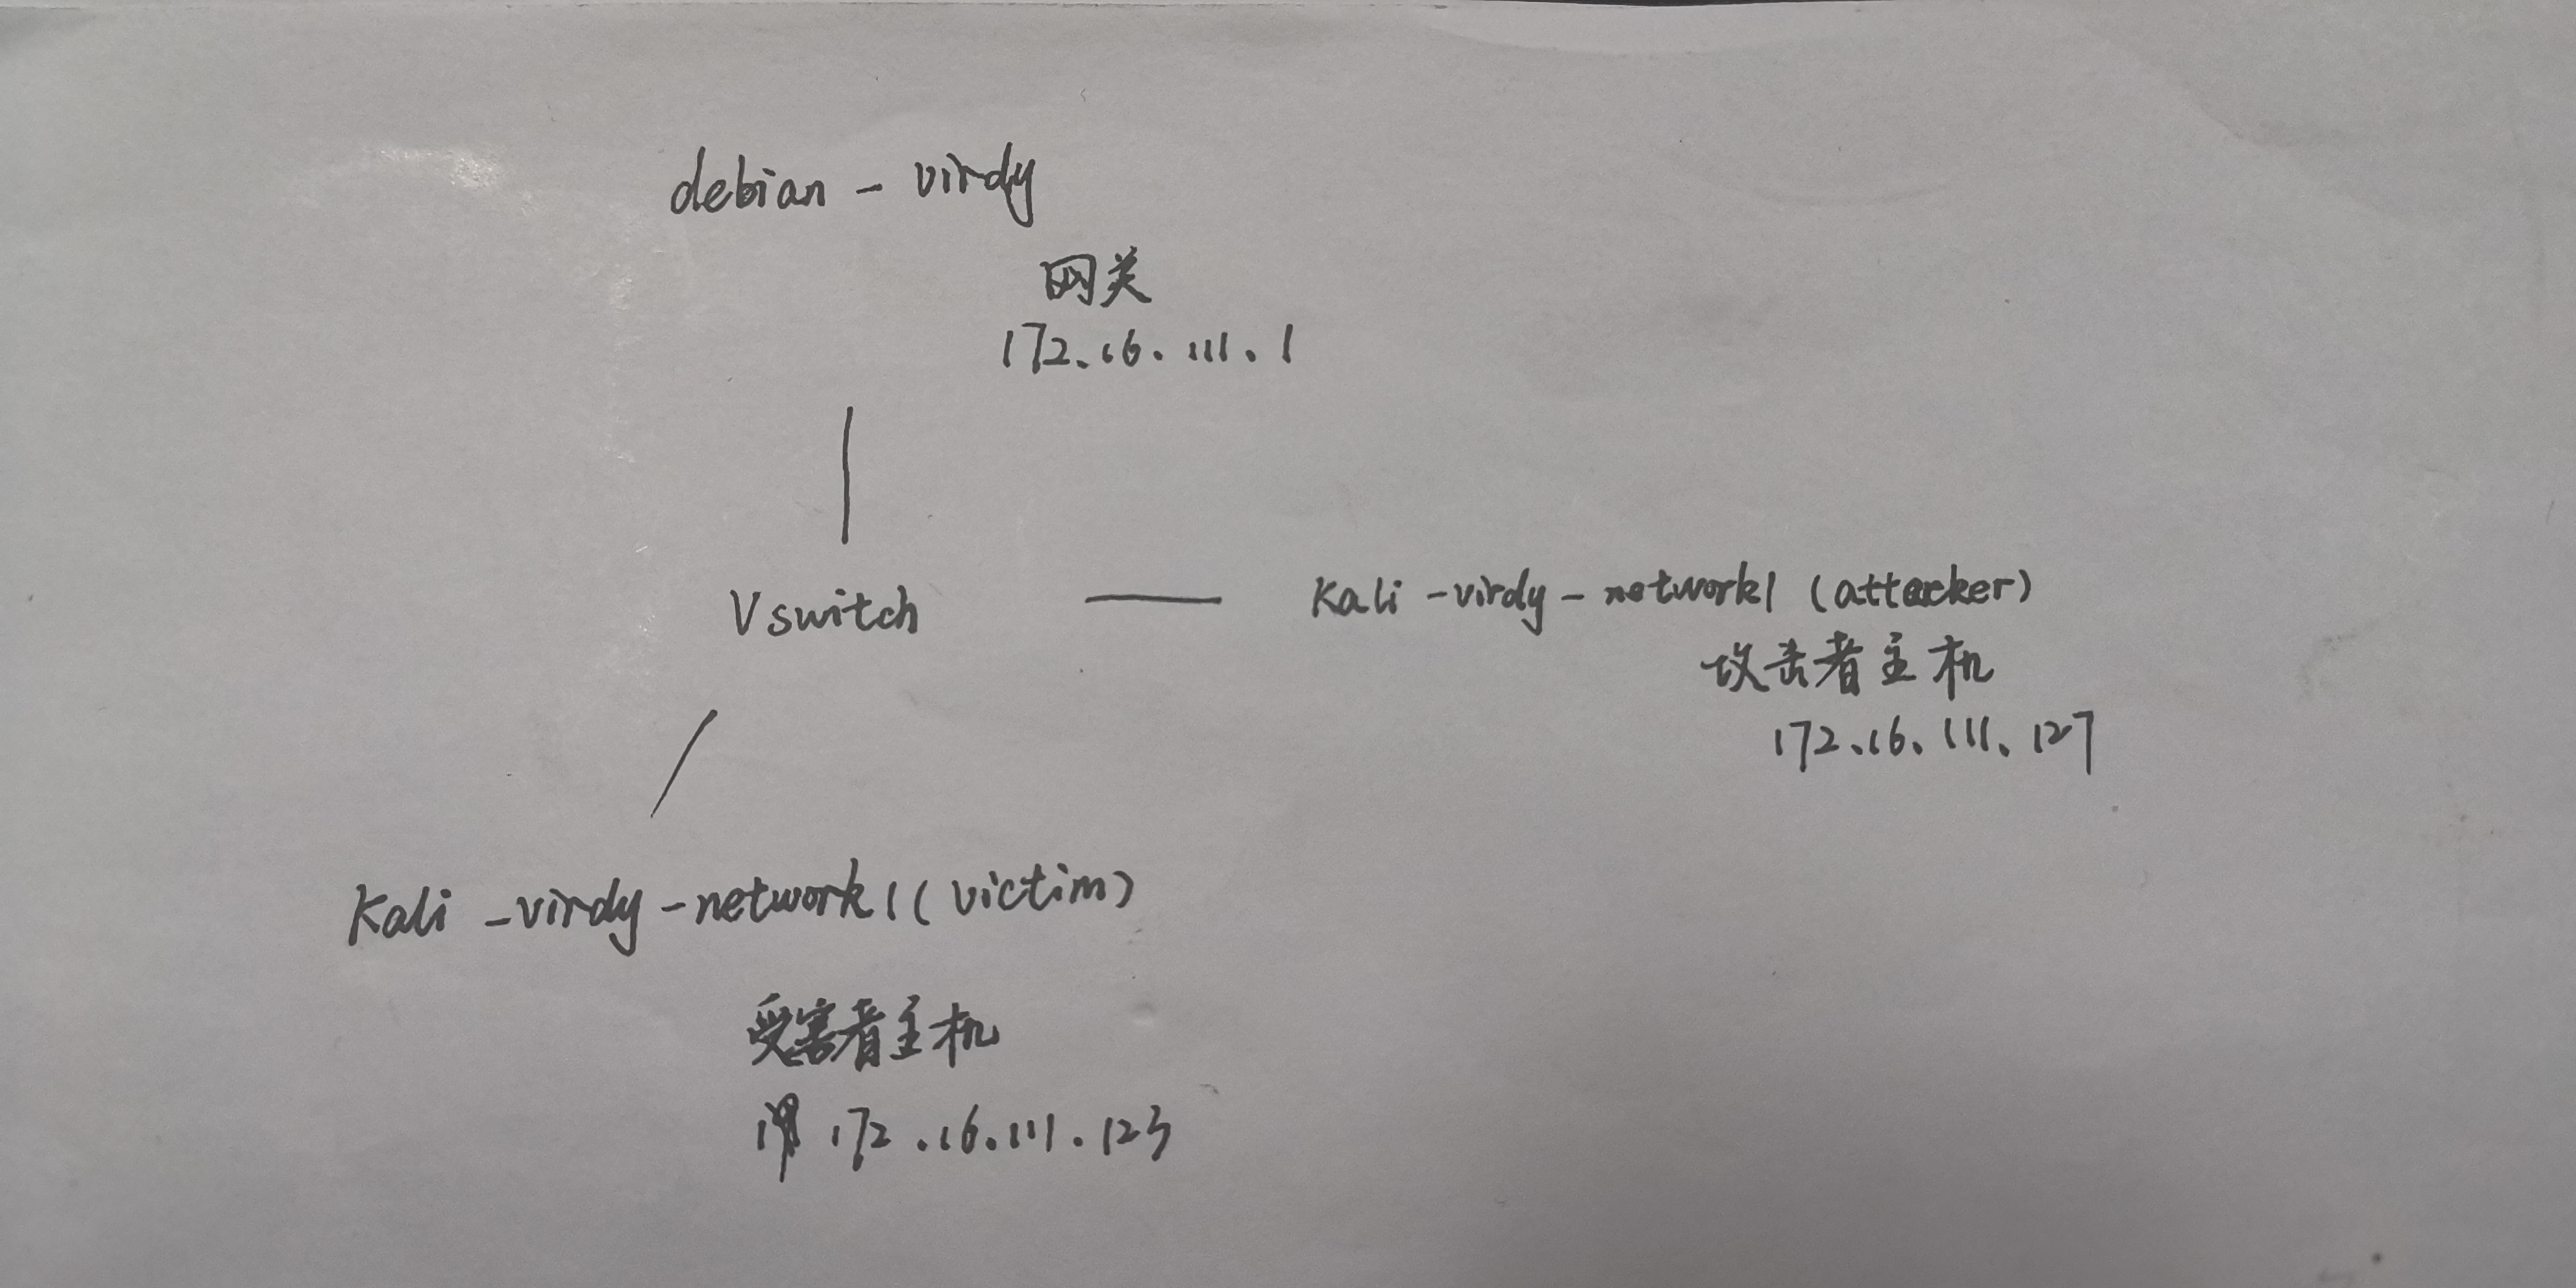 debian - virdy
网关
172.16.111.1
Vswitch
Kali - virdy - network1 (attacker)
攻击者主机
172.16.111.127
Kali - virdy - network1 (victim)
受害者主机
172.16.111.123